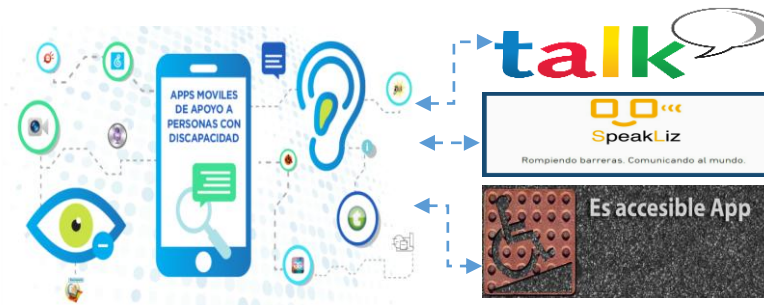 APPS MOVILES
DE APOYO A
PERSONAS CON
DISCAPACIDAD
talk
SpeakLiz
Rompiendo barreras. Comunicando al mundo.
Es accesible App